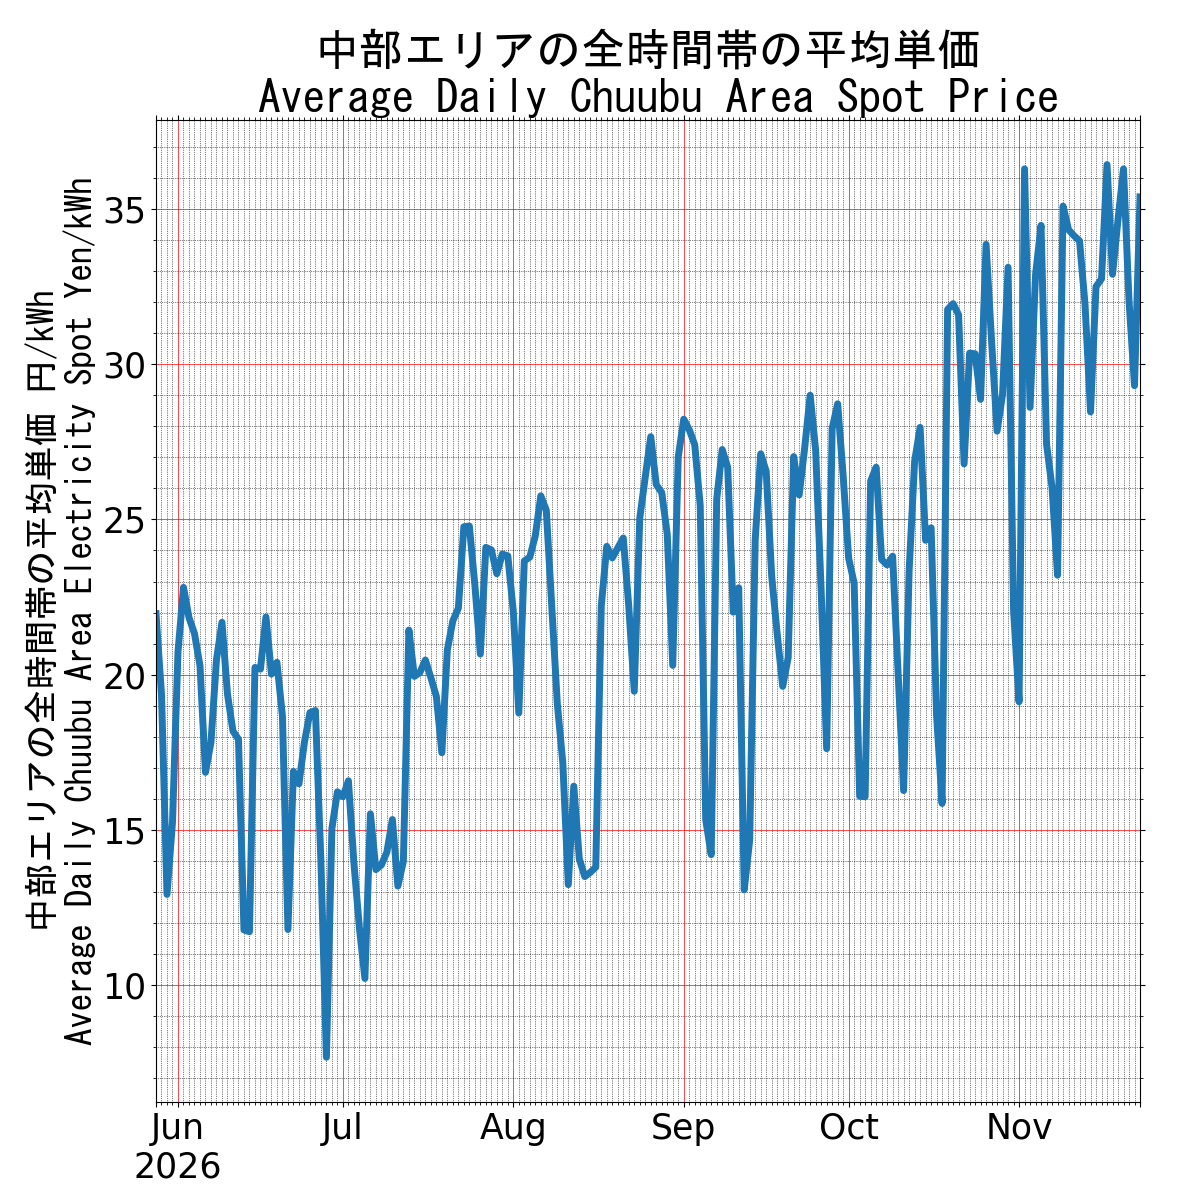 中部エリアの全時間帯の平均単価
Average Daily Chuubu Area Spot Price
中部エリアの全時間帯の平均単価 円/kWh
Average Daily Chuubu Area Electricity Spot Yen/kWh
35
30
25
20
15
10
Jun
Jul
Aug
Sep
Oct
Nov
2026